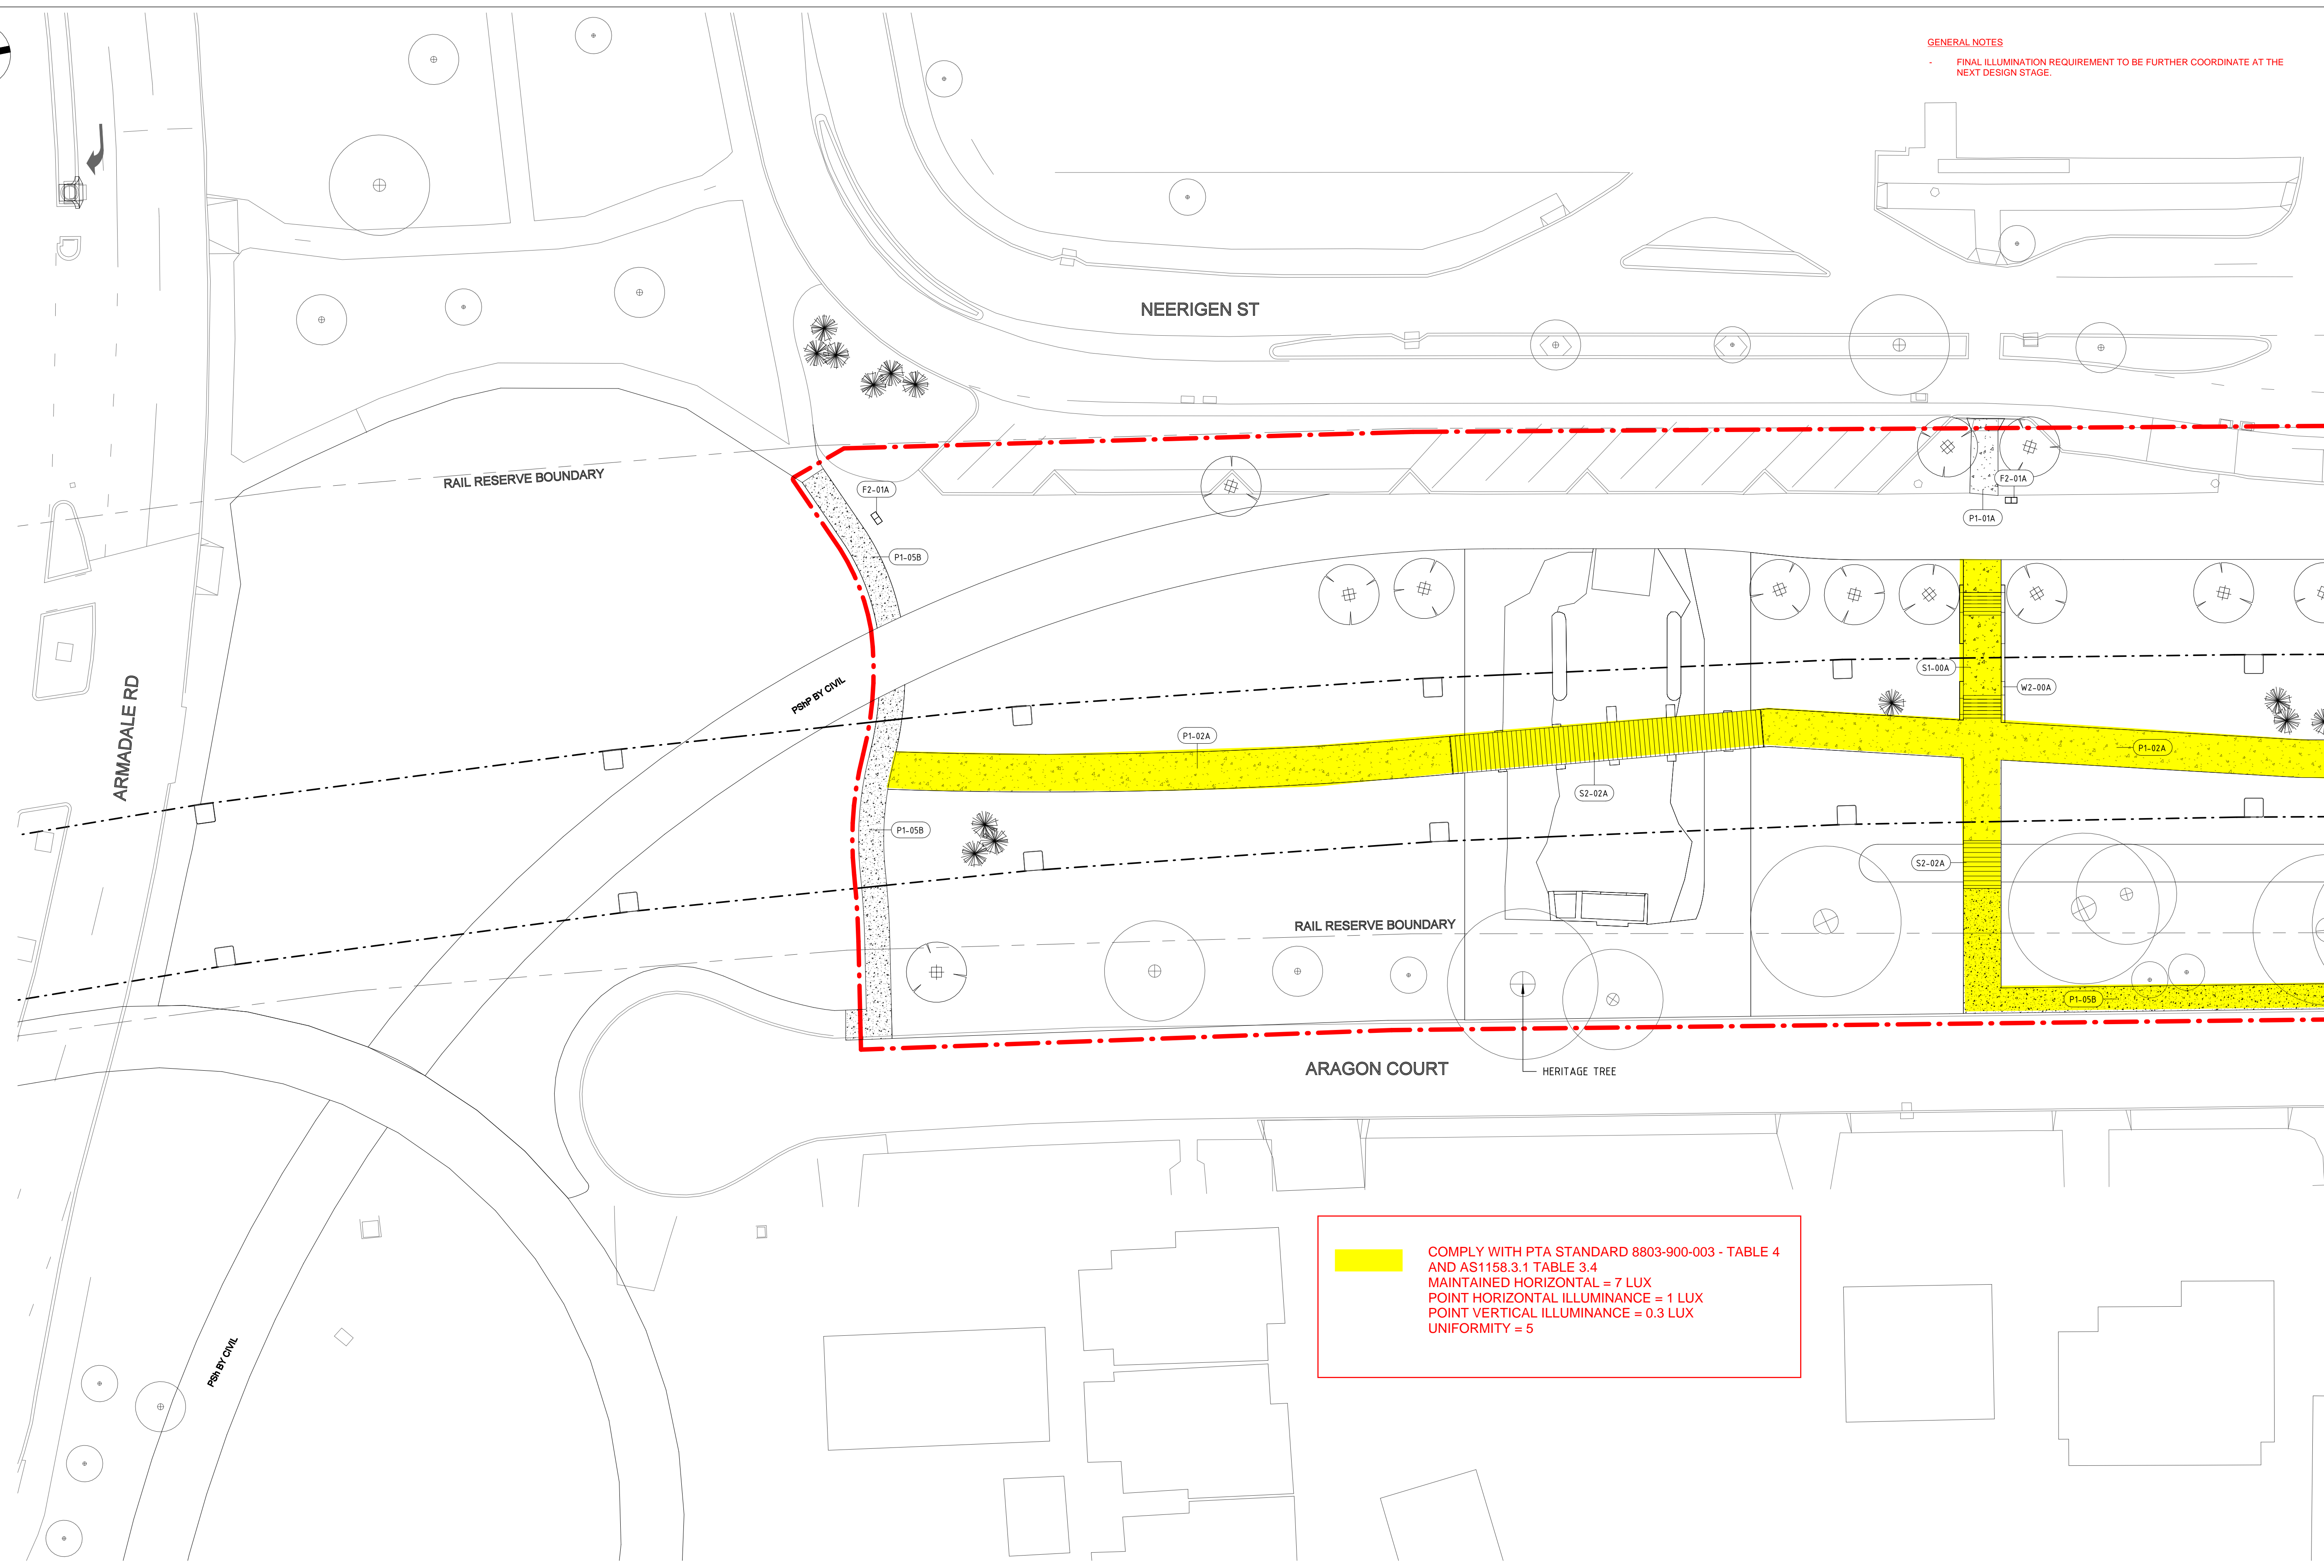 GENERAL NOTES
- FINAL ILLUMINATION REQUIREMENT TO BE FURTHER COORDINATE AT THE
NEXT DESIGN STAGE.
NEERIGEN ST
RAIL RESERVE BOUNDARY
F2-01A
F2-01A
P1-01A
P1-05B
S1-00A
W2-00A
PShP BY CIVIL
ARMADALE RD
P1-02A
P1-02A
S2-02A
P1-05B
S2-02A
RAIL RESERVE BOUNDARY
P1-05B
ARAGON COURT
HERITAGE TREE
COMPLY WITH PTA STANDARD 8803-900-003 - TABLE 4
AND AS1158.3.1 TABLE 3.4
MAINTAINED HORIZONTAL = 7 LUX
POINT HORIZONTAL ILLUMINANCE = 1 LUX
POINT VERTICAL ILLUMINANCE = 0.3 LUX
UNIFORMITY = 5
PSh BY CIVIL